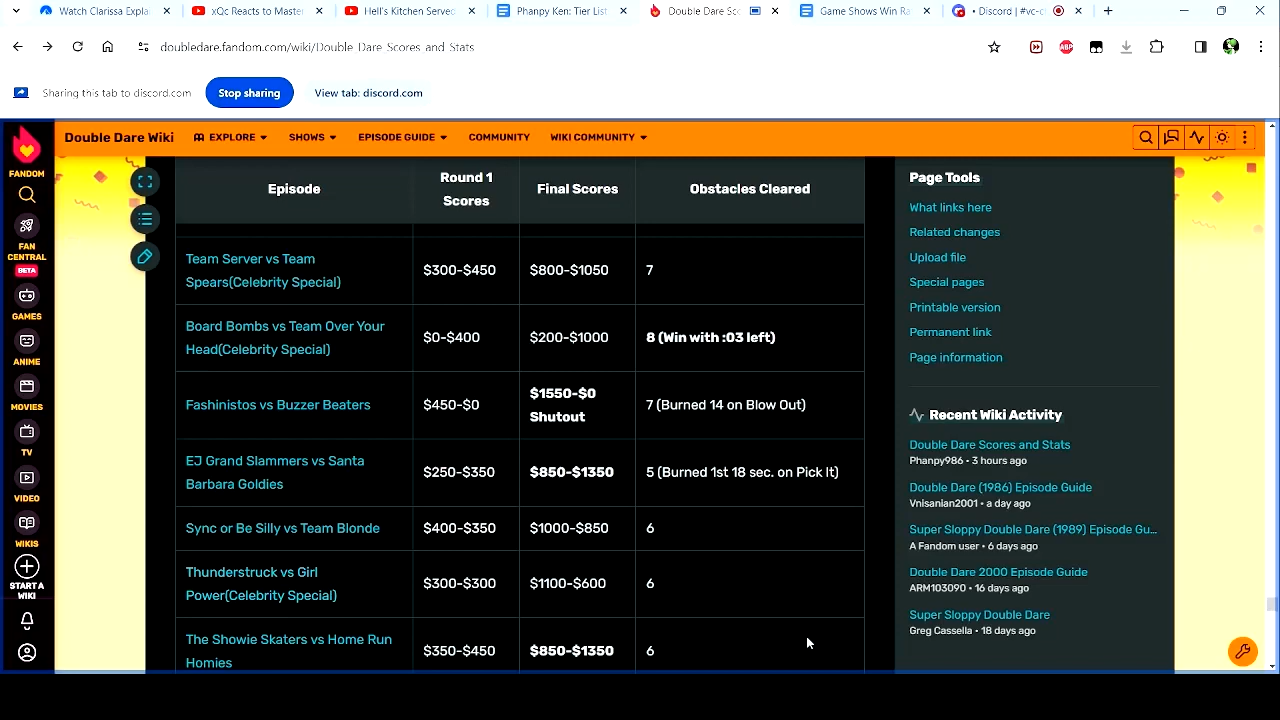 Watch Clarissa Expla
xQc Reacts to Master
Hell's Kitchen Served
Phanpy Ken: Tier List
Double Dare Sco
Game Shows Win Ra
• Discord | #vc-c
doubledare.fandom.com/wiki/Double_Dare_Scores_and_Stats
ABP
Sharing this tab to discord.com
Stop sharing
View tab: discord.com
Double Dare Wiki
EXPLORE
SHOWS
EPISODE GUIDE
COMMUNITY
WIKI COMMUNITY
FANDOM
FAN
CENTRAL
BETA
GAMES
ANIME
MOVIES
TV
VIDEO
WIKIS
START A
WIKI
Episode
Round 1
Scores
Final Scores
Obstacles Cleared
Team Server vs Team
Spears(Celebrity Special)
$300-$450
$800-$1050
7
Board Bombs vs Team Over Your
Head(Celebrity Special)
$0-$400
$200-$1000
8 (Win with :03 left)
Fashinistos vs Buzzer Beaters
$450-$0
$1550-$0
Shutout
7 (Burned 14 on Blow Out)
EJ Grand Slammers vs Santa
Barbara Goldies
$250-$350
$850-$1350
5 (Burned 1st 18 sec. on Pick It)
Sync or Be Silly vs Team Blonde
$400-$350
$1000-$850
6
Thunderstruck vs Girl
Power(Celebrity Special)
$300-$300
$1100-$600
6
The Showie Skaters vs Home Run
Homies
$350-$450
$850-$1350
6
Page Tools
What links here
Related changes
Upload file
Special pages
Printable version
Permanent link
Page information
Recent Wiki Activity
Double Dare Scores and Stats
Phanpy986 • 3 hours ago
Double Dare (1986) Episode Guide
Vnisanian2001 • a day ago
Super Sloppy Double Dare (1989) Episode Gu...
A Fandom user • 6 days ago
Double Dare 2000 Episode Guide
ARM103090 • 16 days ago
Super Sloppy Double Dare
Greg Cassella • 18 days ago